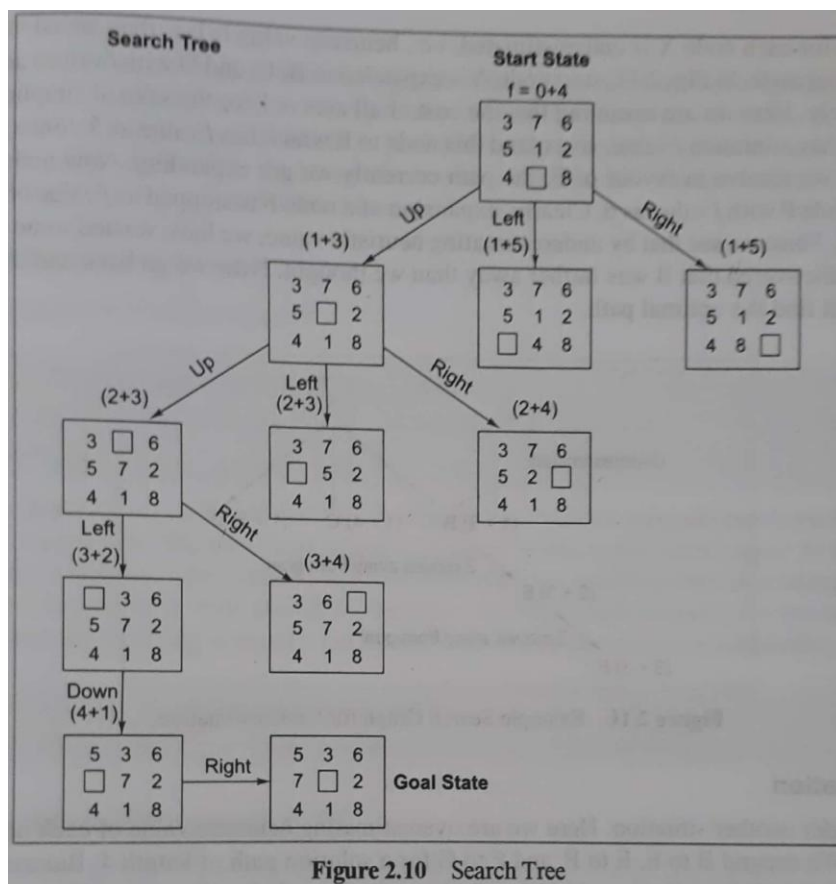 Search Tree
Start State
f = 0+4
3 7 6
5 1 2
4 □ 8
Up
Left
Right
(1+3)
(1+5)
(1+5)
3 7 6
5 □ 2
4 1 8
3 7 6
5 1 2
□ 4 8
3 7 6
5 1 2
4 8 □
Up
Left
Right
(2+3)
(2+3)
(2+4)
3 □ 6
5 7 2
4 1 8
3 7 6
□ 5 2
4 1 8
3 7 6
5 2 □
4 1 8
Left
Right
(3+2)
(3+4)
□ 3 6
5 7 2
4 1 8
3 6 □
5 7 2
4 1 8
Down
(4+1)
5 3 6
□ 7 2
4 1 8
Right
5 3 6
7 □ 2
4 1 8
Goal State
Figure 2.10 Search Tree